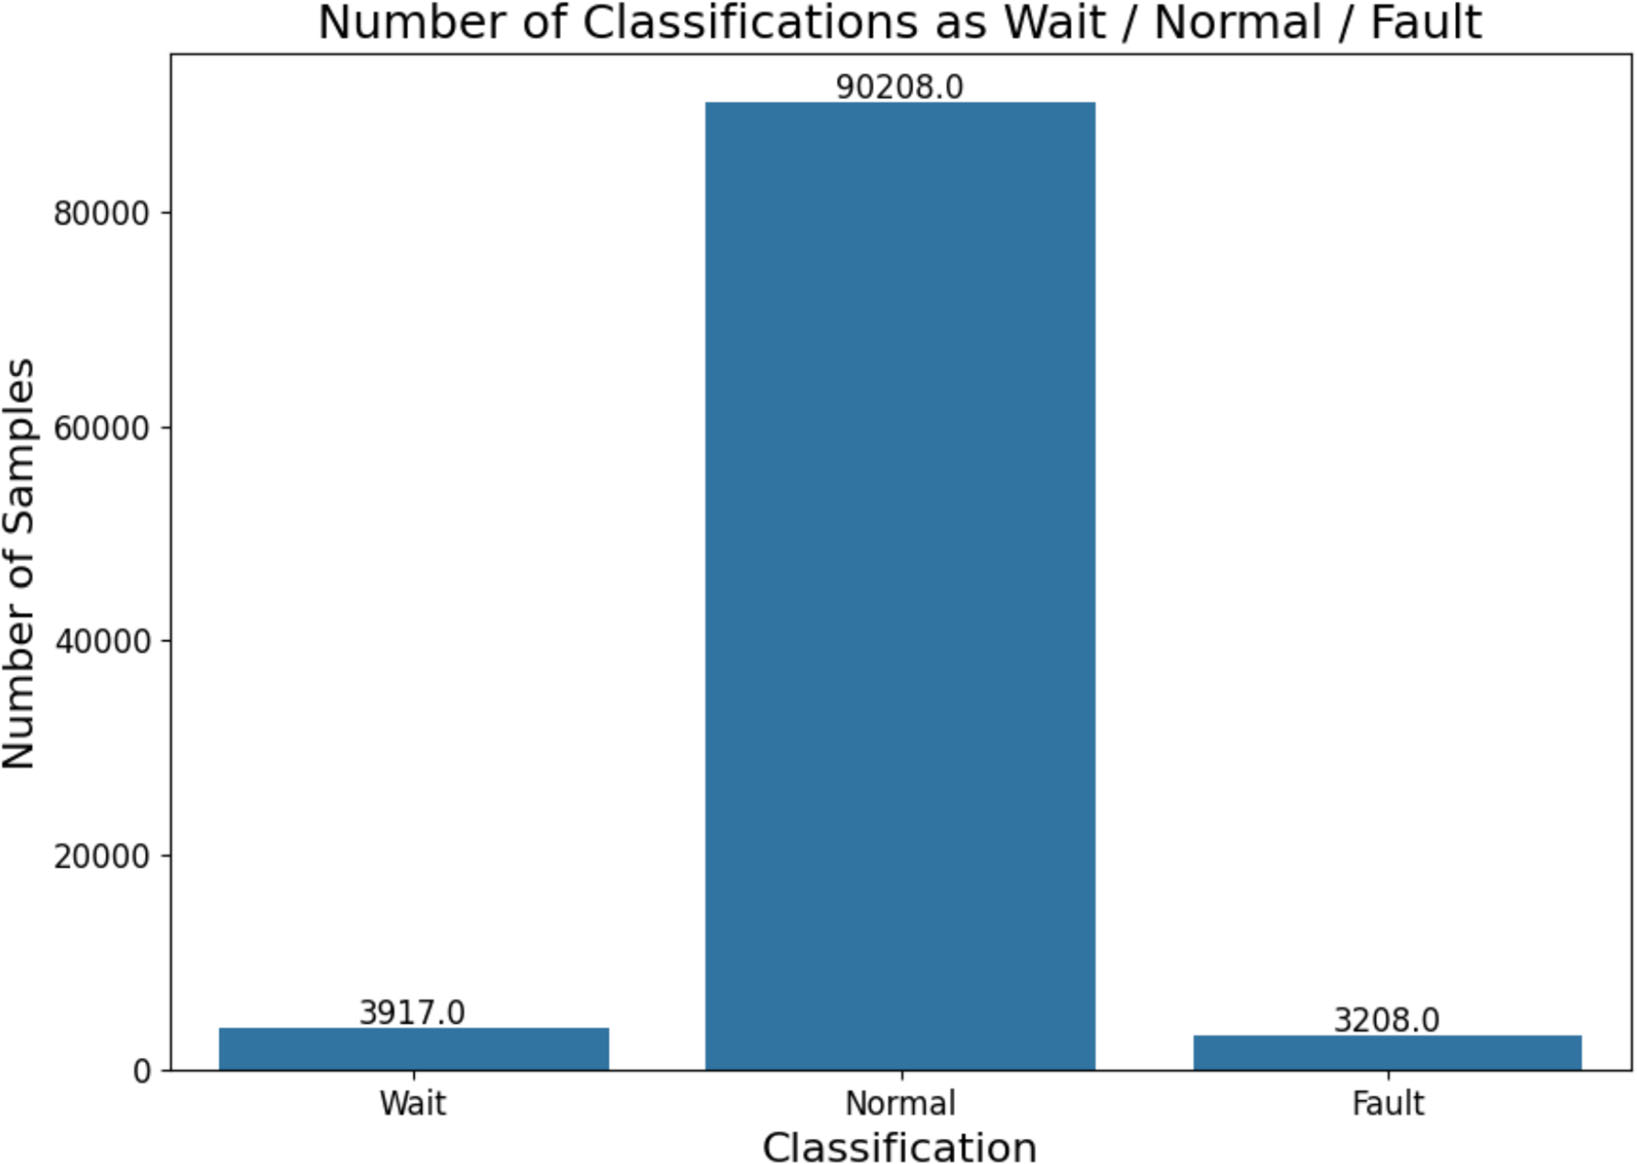 Number of Classifications as Wait / Normal / Fault
90208.0
80000
60000
40000
20000
0
3917.0
3208.0
Wait
Normal
Fault
Classification
Number of Samples